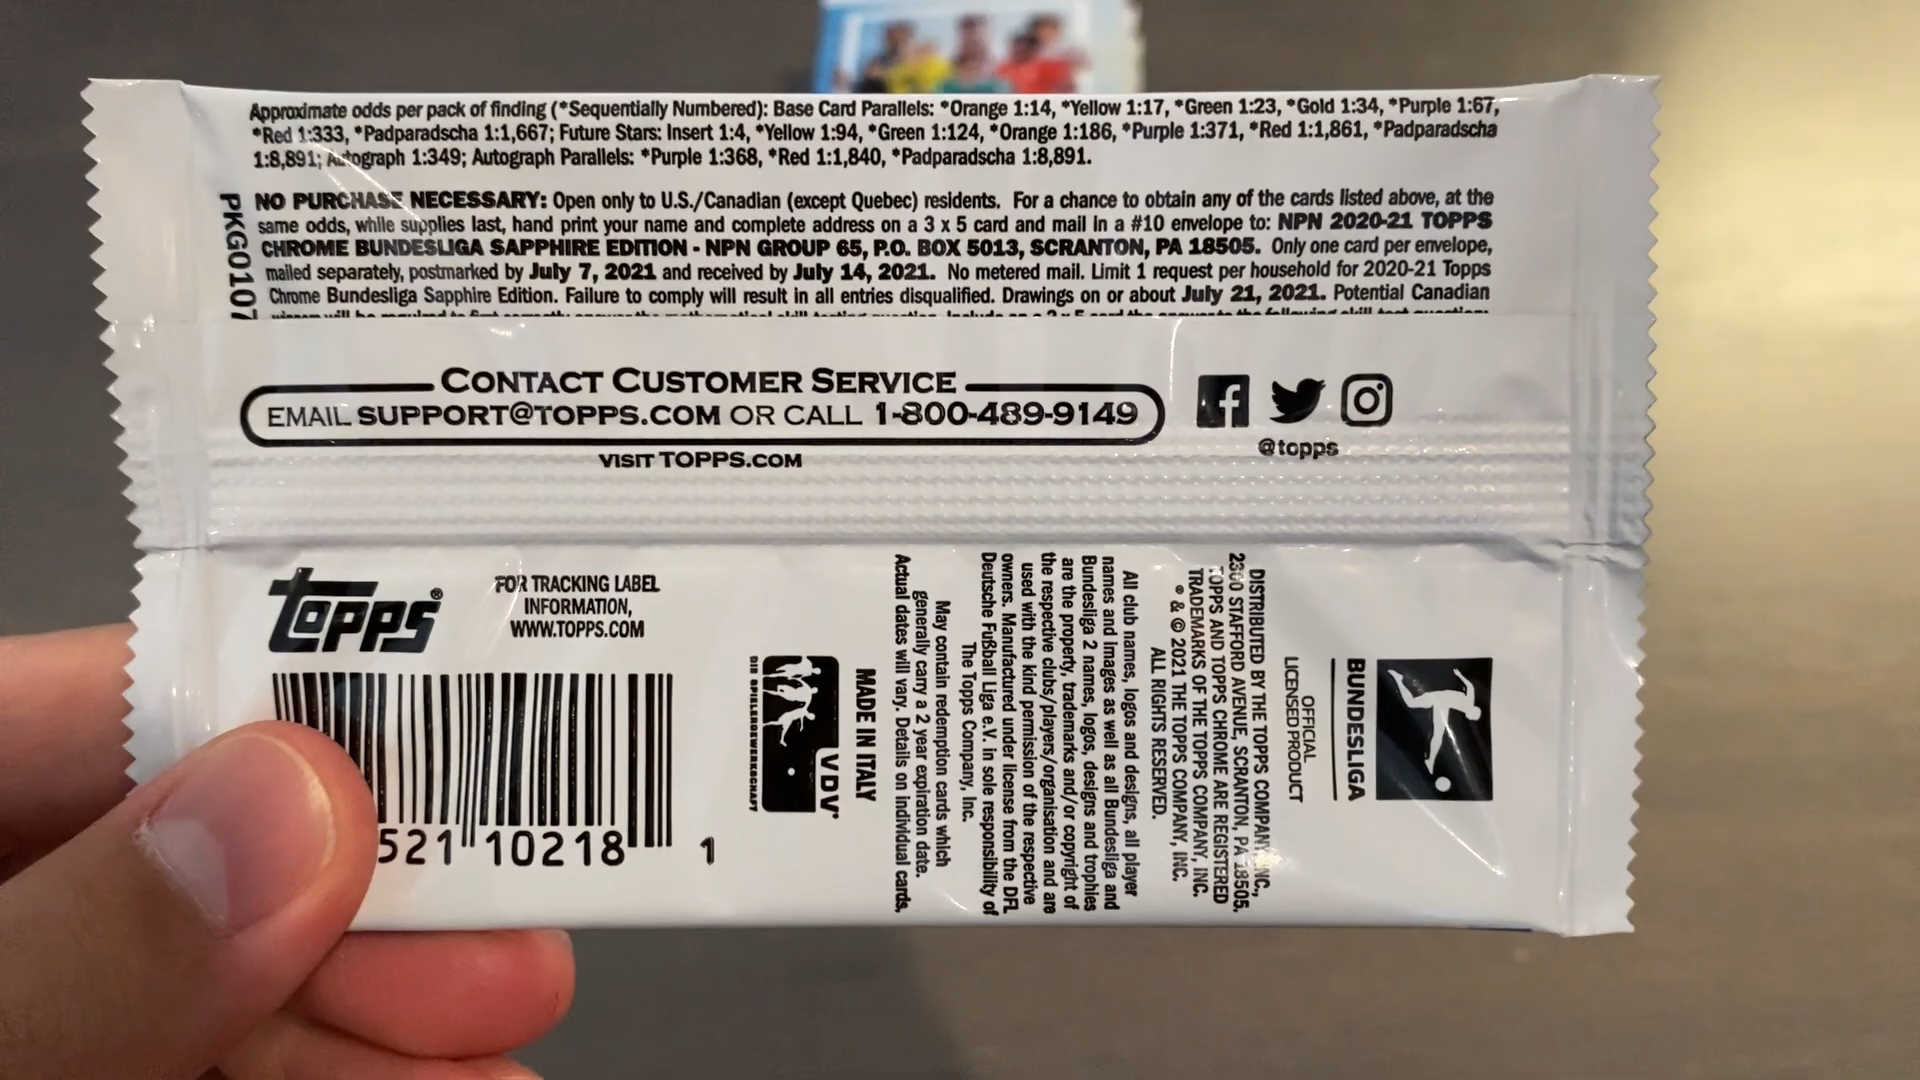 Approximate odds per pack of finding (*Sequentially Numbered): Base Card Parallels: *Orange 1:14, *Yellow 1:17, *Green 1:23, *Gold 1:34, *Purple 1:67,
*Red 1:333, *Padparadscha 1:1,667; Future Stars: Insert 1:4, *Yellow 1:94, *Green 1:124, *Orange 1:186, *Purple 1:371, *Red 1:1,861, *Padparadscha
1:8,891; Autograph 1:349; Autograph Parallels: *Purple 1:368, *Red 1:1,840, *Padparadscha 1:8,891.
PKG0107
NO PURCHASE NECESSARY: Open only to U.S./Canadian (except Quebec) residents. For a chance to obtain any of the cards listed above, at the
same odds, while supplies last, hand print your name and complete address on a 3 x 5 card and mail in a #10 envelope to: NPN 2020-21 TOPPS
CHROME BUNDESLIGA SAPPHIRE EDITION - NPN GROUP 65, P.O. BOX 5013, SCRANTON, PA 18505. Only one card per envelope,
mailed separately, postmarked by July 7, 2021 and received by July 14, 2021. No metered mail. Limit 1 request per household for 2020-21 Topps
Chrome Bundesliga Sapphire Edition. Failure to comply will result in all entries disqualified. Drawings on or about July 21, 2021. Potential Canadian
CONTACT CUSTOMER SERVICE
EMAIL SUPPORT@TOPPS.COM OR CALL 1-800-489-9149
VISIT TOPPS.COM
@topps
topps®
FOR TRACKING LABEL
INFORMATION,
WWW.TOPPS.COM
521 10218 1
DIE SPIELERGEWERKSCHAFT
VDV
MADE IN ITALY
May contain redemption cards which
generally carry a 2 year expiration date.
Actual dates will vary. Details on individual cards.
All club names, logos and designs, all player
names and images as well as all Bundesliga and
Bundesliga 2 names, logos, designs and trophies
are the property, trademarks and/or copyright of
the respective clubs/players/organisation and are
used with the kind permission of the respective
owners. Manufactured under license from the DFL
Deutsche Fußball Liga e.V. in sole responsibility of
The Topps Company, Inc.
DISTRIBUTED BY THE TOPPS COMPANY, INC.,
2300 STAFFORD AVENUE, SCRANTON, PA 18505.
TOPPS AND TOPPS CHROME ARE REGISTERED
TRADEMARKS OF THE TOPPS COMPANY, INC.
® & © 2021 THE TOPPS COMPANY, INC.
ALL RIGHTS RESERVED.
OFFICIAL
LICENSED PRODUCT
BUNDESLIGA